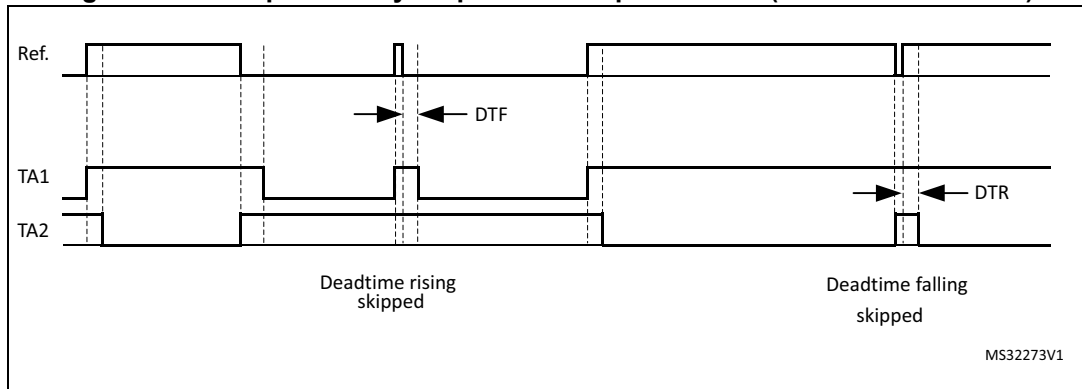 Ref.
DTF
TA1
DTR
TA2
Deadtime rising
skipped
Deadtime falling
skipped
MS32273V1